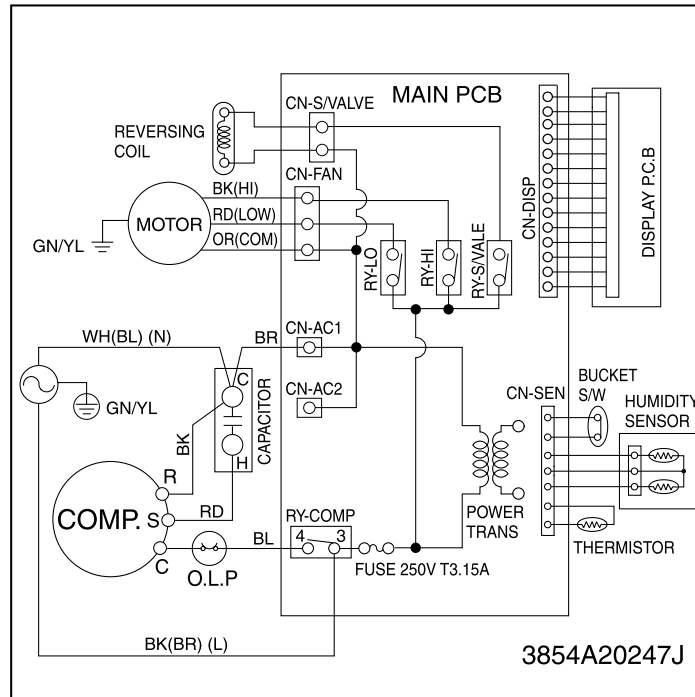 MAIN PCB
CN-S/VALVE
REVERSING
COIL
CN-FAN
BK(HI)
RD(LOW)
OR(COM)
MOTOR
GN/YL
RY-LO
RY-HI
RY-S/VALE
CN-DISP
DISPLAY P.C.B
WH(BL) (N)
BR
CN-AC1
CN-AC2
C
H
CAPACITOR
GN/YL
BK
R
S
C
COMP.
RD
BL
O.L.P
RY-COMP
4
3
FUSE 250V T3.15A
POWER
TRANS
CN-SEN
BUCKET
S/W
HUMIDITY
SENSOR
THERMISTOR
BK(BR) (L)
3854A20247J